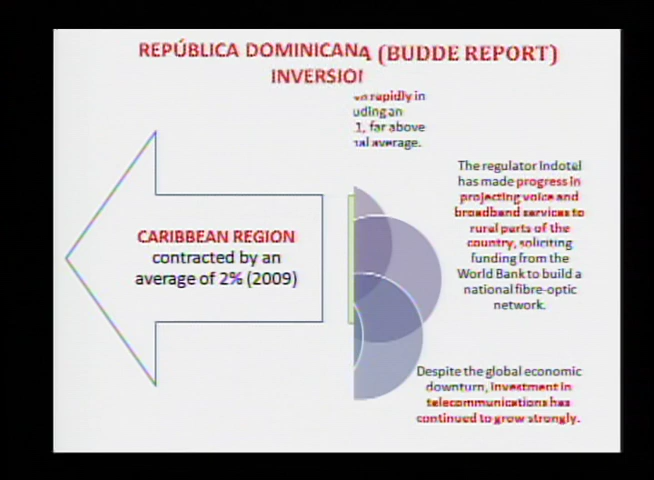 REPÚBLICA DOMINICANA (BUDDE REPORT)
INVERSIO
rapidly in
uding an
1, far above
average.
The regulator Indotel
has made progress in
projecting voice and
broadband services to
rural parts of the
country, soliciting
funding from the
World Bank to build a
national fibre-optic
network.
CARIBBEAN REGION
contracted by an
average of 2% (2009)
Despite the global economic
downturn, investment in
telecommunications has
continued to grow strongly.